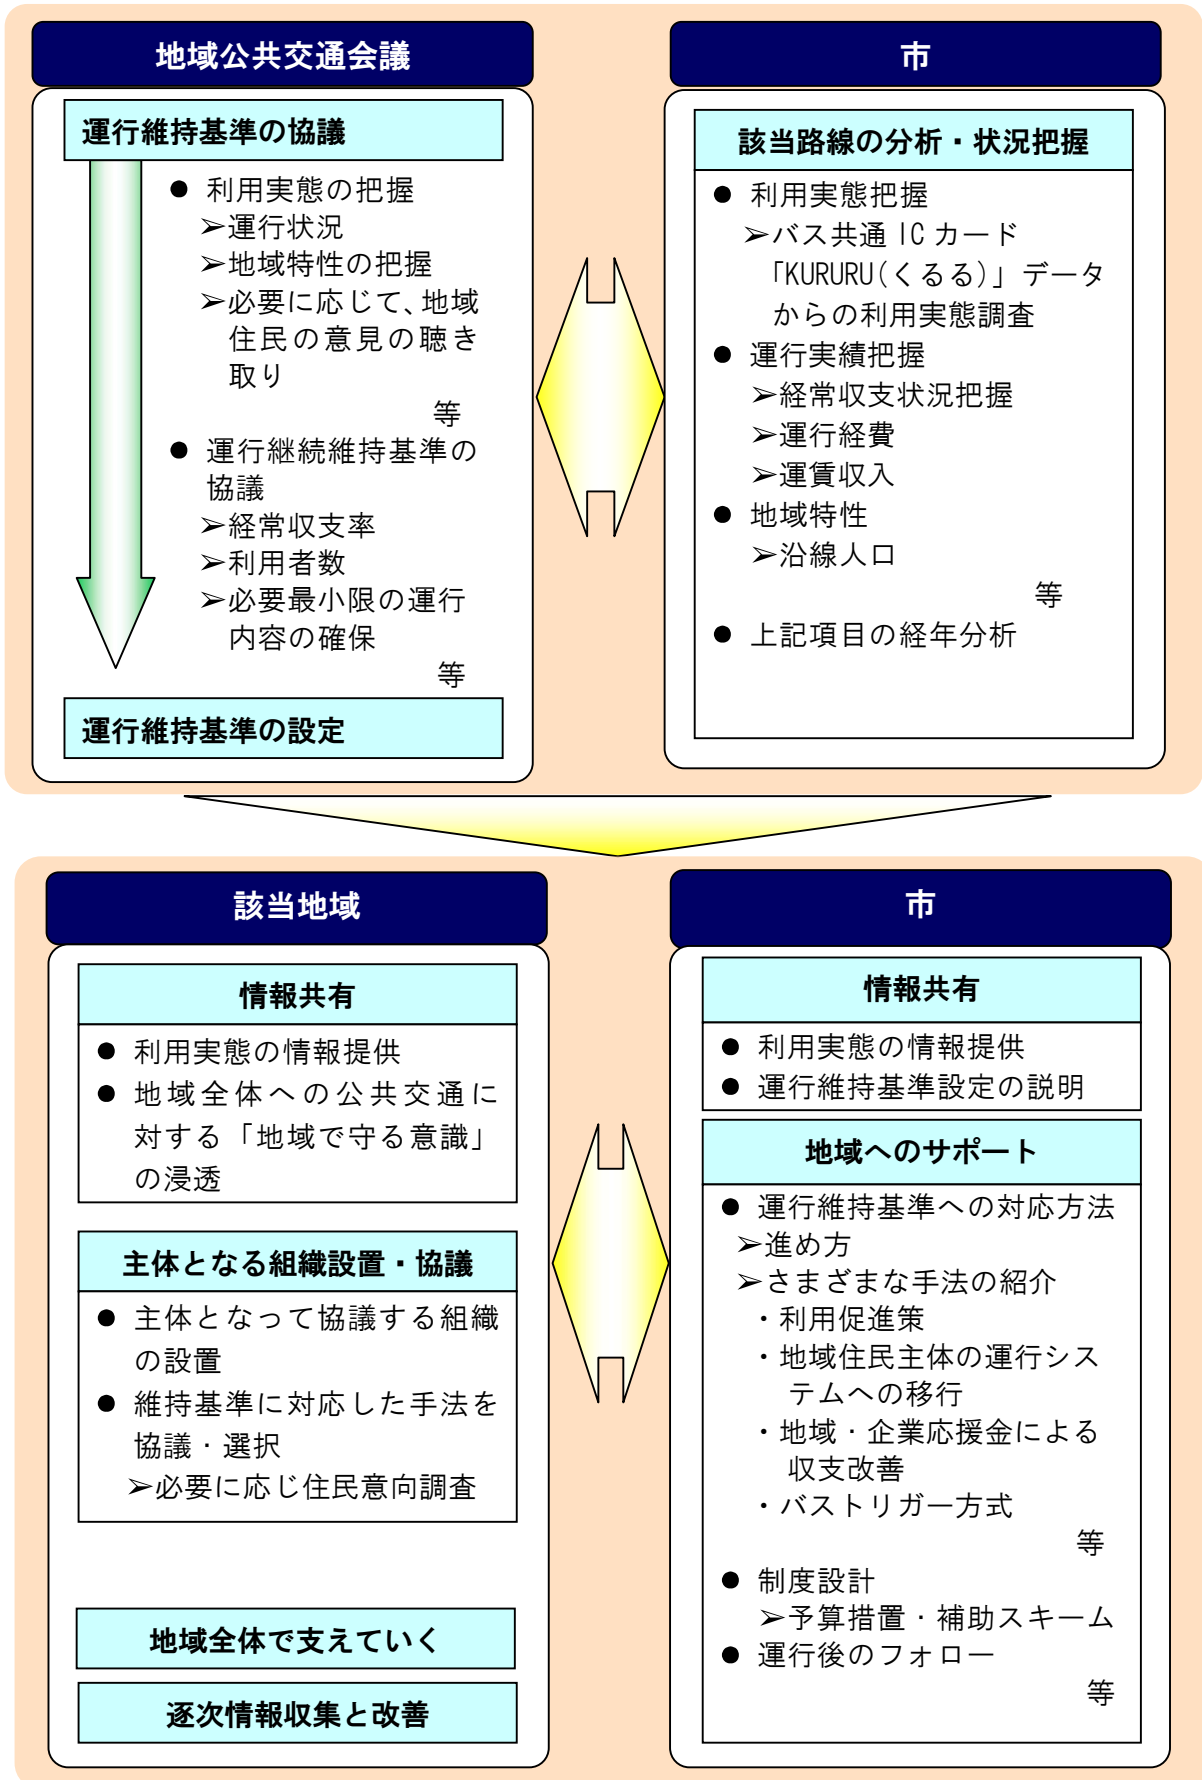 地域公共交通会議
運行維持基準の協議
● 利用実態の把握
➢運行状況
➢地域特性の把握
➢必要に応じて、地域
住民の意見の聴き
取り
等
● 運行継続維持基準の
協議
➢経常収支率
➢利用者数
➢必要最小限の運行
内容の確保
等
運行維持基準の設定
市
該当路線の分析・状況把握
● 利用実態把握
➢バス共通 IC カード
「KURURU(くるる)」データ
からの利用実態調査
● 運行実績把握
➢経常収支状況把握
➢運行経費
➢運賃収入
● 地域特性
➢沿線人口
等
● 上記項目の経年分析
該当地域
情報共有
● 利用実態の情報提供
● 地域全体への公共交通に
対する「地域で守る意識」
の浸透
主体となる組織設置・協議
● 主体となって協議する組織
の設置
● 維持基準に対応した手法を
協議・選択
➢必要に応じ住民意向調査
地域全体で支えていく
逐次情報収集と改善
市
情報共有
● 利用実態の情報提供
● 運行維持基準設定の説明
地域へのサポート
● 運行維持基準への対応方法
➢進め方
➢さまざまな手法の紹介
・利用促進策
・地域住民主体の運行シス
テムへの移行
・地域・企業応援金による
収支改善
・バストリガー方式
等
● 制度設計
➢予算措置・補助スキーム
● 運行後のフォロー
等